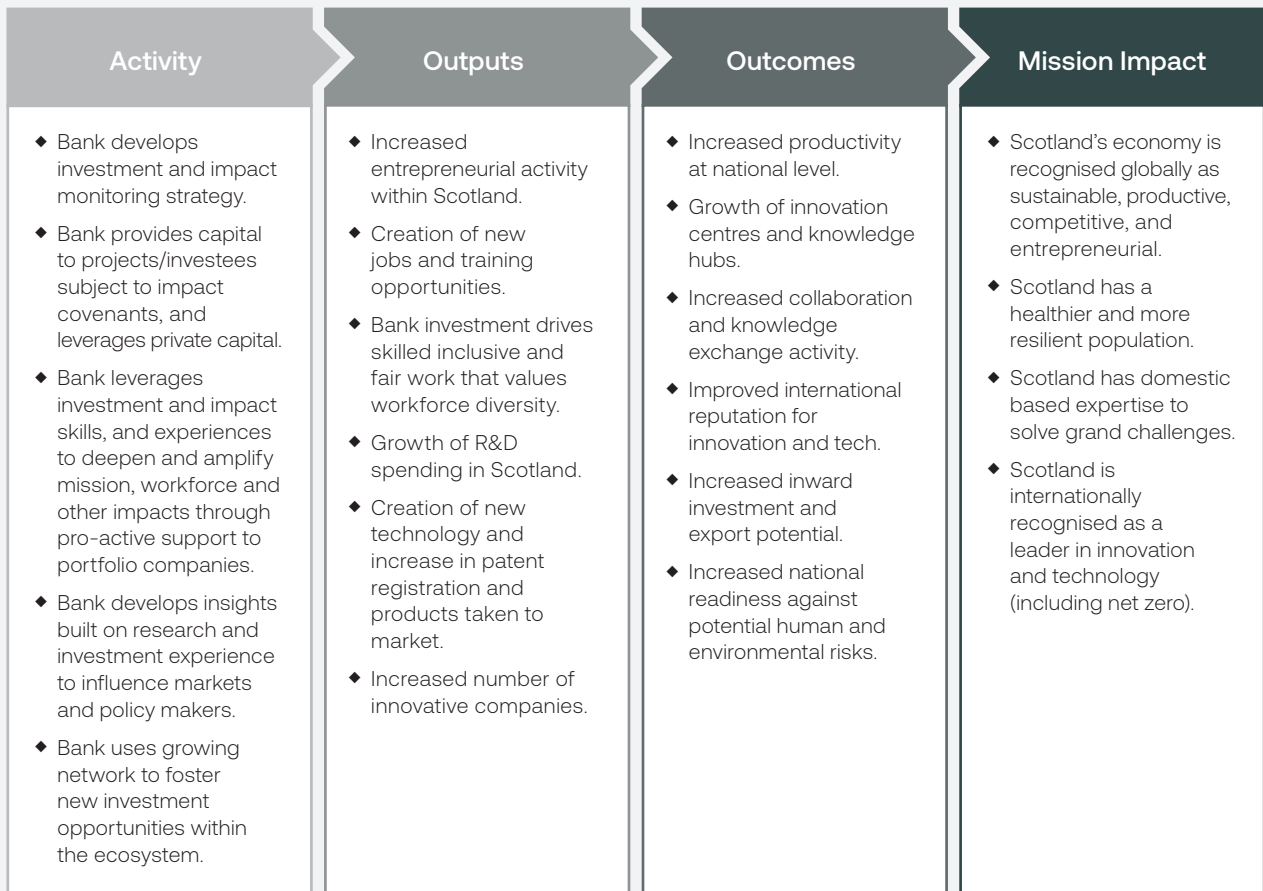 Activity
◆ Bank develops
investment and impact
monitoring strategy.
◆ Bank provides capital
to projects/investees
subject to impact
covenants, and
leverages private capital.
◆ Bank leverages
investment and impact
skills, and experiences
to deepen and amplify
mission, workforce and
other impacts through
pro-active support to
portfolio companies.
◆ Bank develops insights
built on research and
investment experience
to influence markets
and policy makers.
◆ Bank uses growing
network to foster
new investment
opportunities within
the ecosystem.
Outputs
◆ Increased
entrepreneurial activity
within Scotland.
◆ Creation of new
jobs and training
opportunities.
◆ Bank investment drives
skilled inclusive and
fair work that values
workforce diversity.
◆ Growth of R&D
spending in Scotland.
◆ Creation of new
technology and
increase in patent
registration and
products taken to
market.
◆ Increased number of
innovative companies.
Outcomes
◆ Increased productivity
at national level.
◆ Growth of innovation
centres and knowledge
hubs.
◆ Increased collaboration
and knowledge
exchange activity.
◆ Improved international
reputation for
innovation and tech.
◆ Increased inward
investment and
export potential.
◆ Increased national
readiness against
potential human and
environmental risks.
Mission Impact
◆ Scotland’s economy is
recognised globally as
sustainable, productive,
competitive, and
entrepreneurial.
◆ Scotland has a
healthier and more
resilient population.
◆ Scotland has domestic
based expertise to
solve grand challenges.
◆ Scotland is
internationally
recognised as a
leader in innovation
and technology
(including net zero).